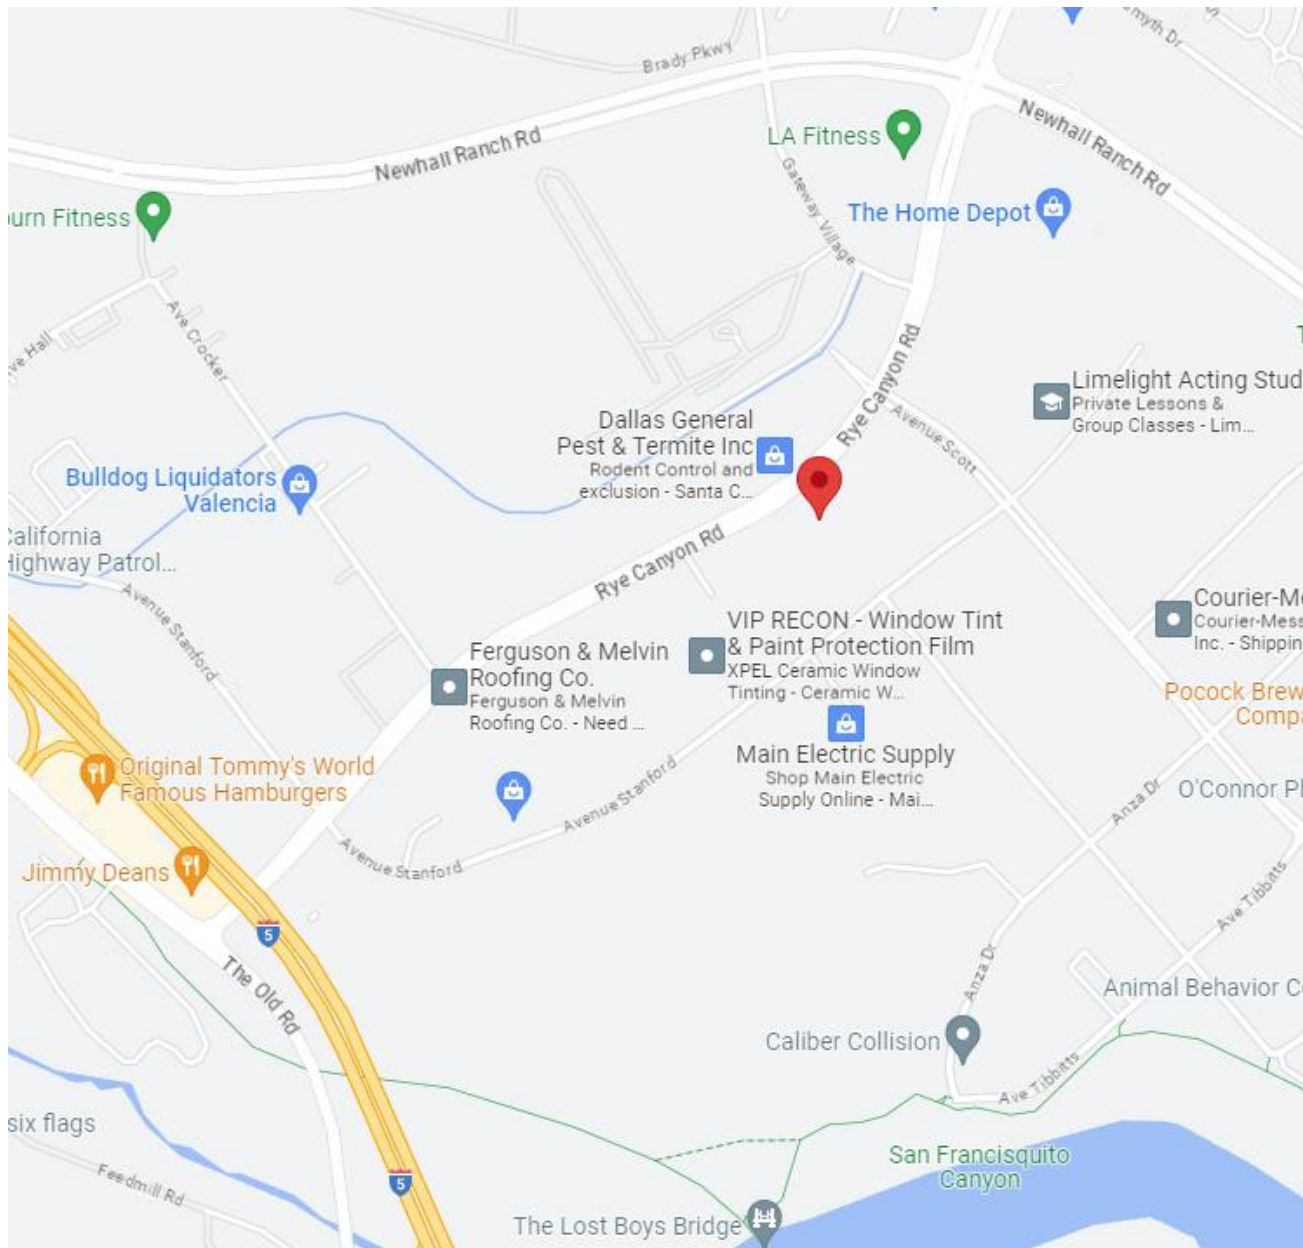 Brady Pkwy
myth Dr
Newhall Ranch Rd
LA Fitness
Newhall Ranch Rd
Gateway Village
The Home Depot
urn Fitness
Ave Crocker
ve Hall
Rye Canyon Rd
Limelight Acting Stud
Private Lessons &
Group Classes - Lim...
Avenue Scott
Dallas General
Pest & Termite Inc
Rodent Control and
exclusion - Santa C...
Bulldog Liquidators
Valencia
California
Highway Patrol...
Avenue Stanford
Rye Canyon Rd
Courier-Me
Courier-Mess
Inc. - Shippin
VIP RECON - Window Tint
& Paint Protection Film
XPEL Ceramic Window
Tinting - Ceramic W...
Ferguson & Melvin
Roofing Co.
Ferguson & Melvin
Roofing Co. - Need ...
Pocock Brew
Compa
Main Electric Supply
Shop Main Electric
Supply Online - Mai...
Original Tommy's World
Famous Hamburgers
O'Connor Pl
Anza Dr
Avenue Stanford
Avenue Stanford
Jimmy Deans
Ave Tibbitts
5
The Old Rd
Anza Dr
Animal Behavior C
Caliber Collision
Ave Tibbitts
six flags
San Francisquito
Canyon
Feedmill Rd
5
The Lost Boys Bridge